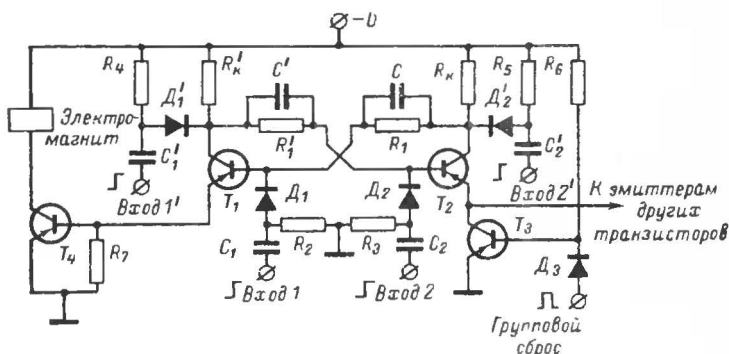 –U
R₄
R′ₖ
C′
C
Rₖ
R₅
R₆
Д′₁
Д′₂
Электро-
магнит
R′₁
R₁
C′₁
C′₂
T₁
Д₁
Д₂
T₂
Вход 1′
Вход 2′
К эмиттерам
других
транзисторов
T₃
T₄
R₇
C₁
R₂
R₃
C₂
Д₃
Вход 1
Вход 2
Групповой
сброс